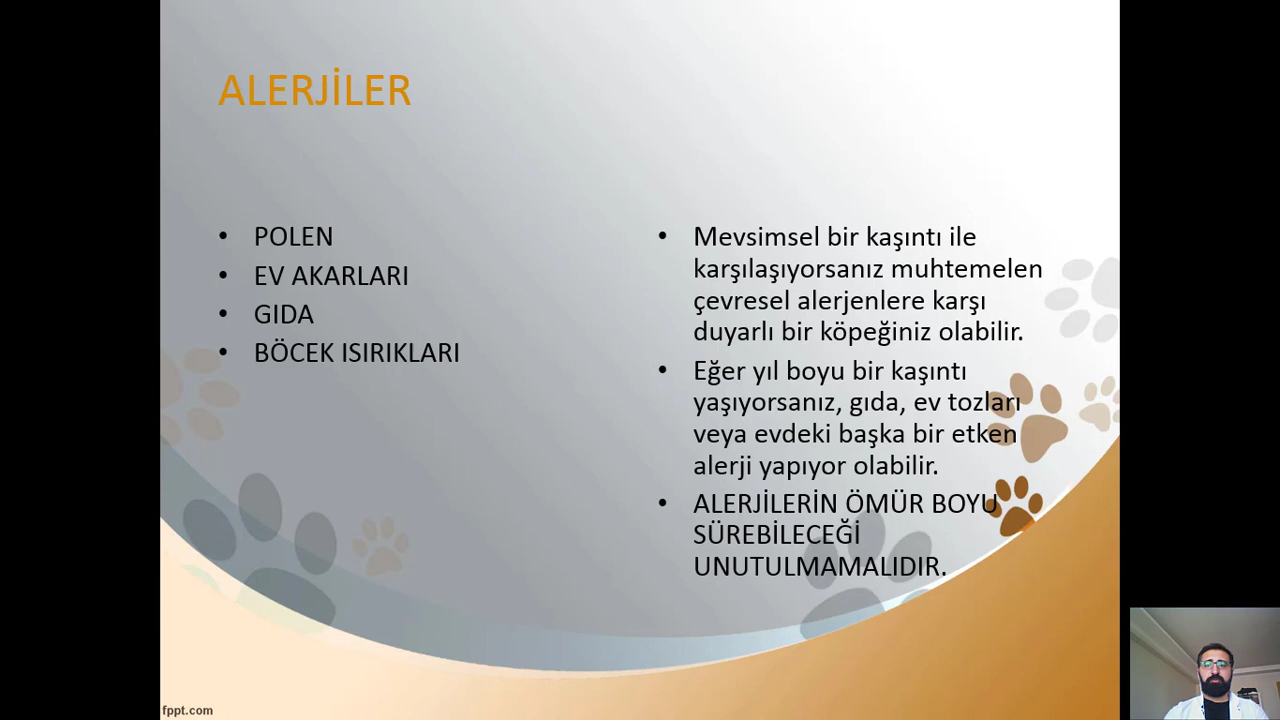 ALERJİLER
• POLEN
• EV AKARLARI
• GIDA
• BÖCEK ISIRIKLARI
• Mevsimsel bir kaşıntı ile
karşılaşıyorsanız muhtemelen
çevresel alerjenlere karşı
duyarlı bir köpeğiniz olabilir.
• Eğer yıl boyu bir kaşıntı
yaşıyorsanız, gıda, ev tozları
veya evdeki başka bir etken
alerji yapıyor olabilir.
• ALERJİLERİN ÖMÜR BOYU
SÜREBİLECEĞİ
UNUTULMAMALIDIR.
fppt.com